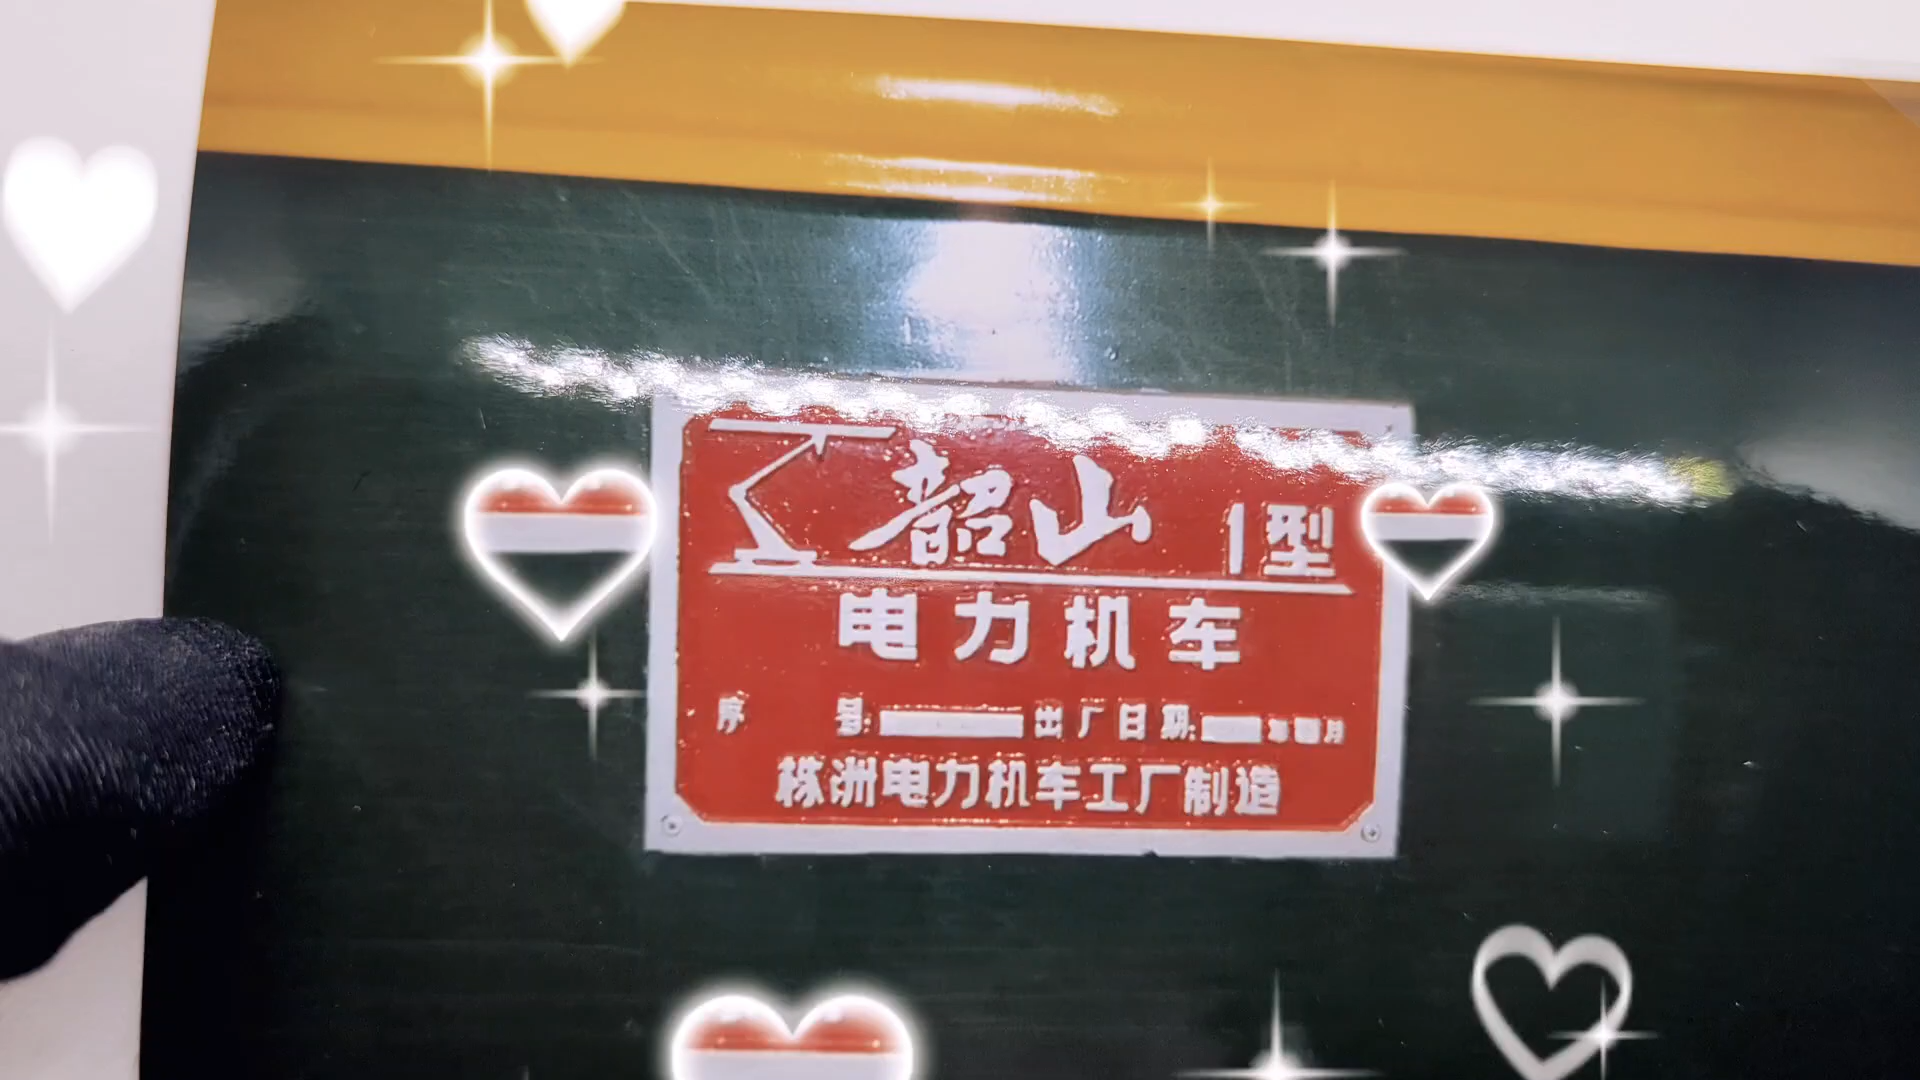 韶山 1型
电力机车
序 号: 出厂日期: 年 月
株洲电力机车工厂制造